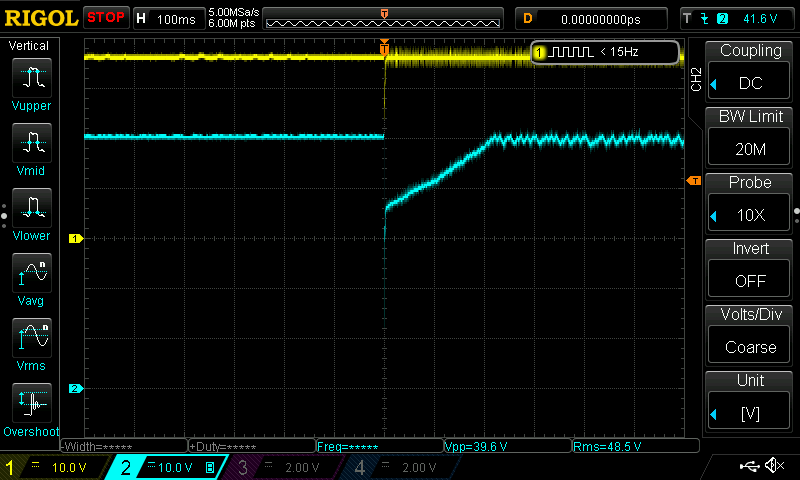 RIGOL STOP H 100ms 5.00MSa/s D 0.00000000ps T 2 41.6 V
6.00M pts
Vertical
T
1 < 15Hz
Coupling
DC
CH2
Vupper
BW Limit
20M
Vmid
Probe
10X
T
Vlower
1
Invert
OFF
n
Vavg
Volts/Div
Coarse
n
Vrms
Unit
[V]
2
Overshoot
-Width=***** +Duty=***** Freq=***** Vpp=39.6 V Rms=48.5 V
1 10.0 V 2 10.0 V B 3 2.00 V 4 2.00 V